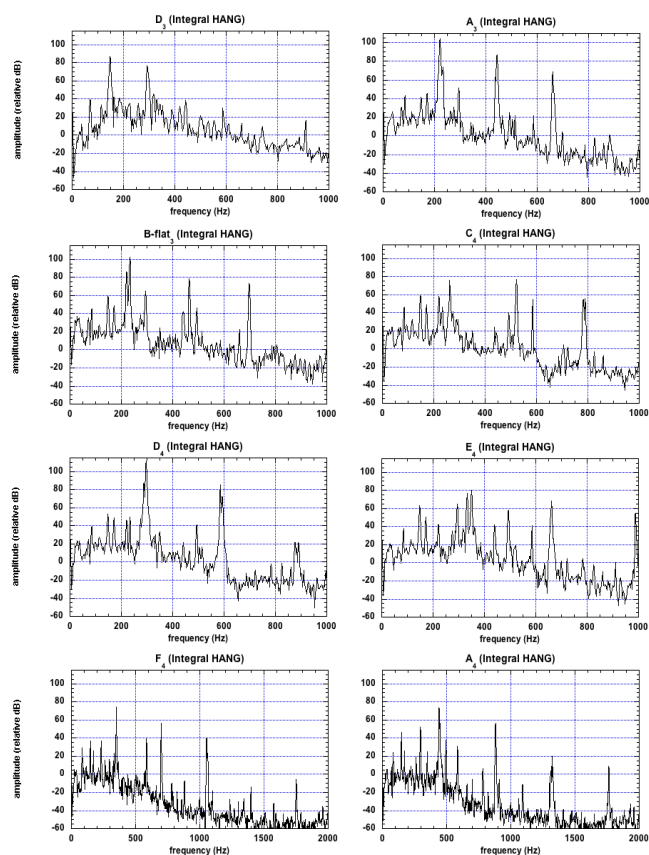 D3 (Integral HANG)
amplitude (relative dB)
100
80
60
40
20
0
-20
-40
-60
0 200 400 600 800 1000
frequency (Hz)
A3 (Integral HANG)
100
80
60
40
20
0
-20
-40
-60
0 200 400 600 800 1000
frequency (Hz)
B-flat3 (Integral HANG)
amplitude (relative dB)
100
80
60
40
20
0
-20
-40
-60
0 200 400 600 800 1000
frequency (Hz)
C4 (Integral HANG)
100
80
60
40
20
0
-20
-40
-60
0 200 400 600 800 1000
frequency (Hz)
D4 (Integral HANG)
amplitude (relative dB)
100
80
60
40
20
0
-20
-40
-60
0 200 400 600 800 1000
frequency (Hz)
E4 (Integral HANG)
100
80
60
40
20
0
-20
-40
-60
0 200 400 600 800 1000
frequency (Hz)
F4 (Integral HANG)
amplitude (relative dB)
100
80
60
40
20
0
-20
-40
-60
0 500 1000 1500 2000
frequency (Hz)
A4 (Integral HANG)
100
80
60
40
20
0
-20
-40
-60
0 500 1000 1500 2000
frequency (Hz)